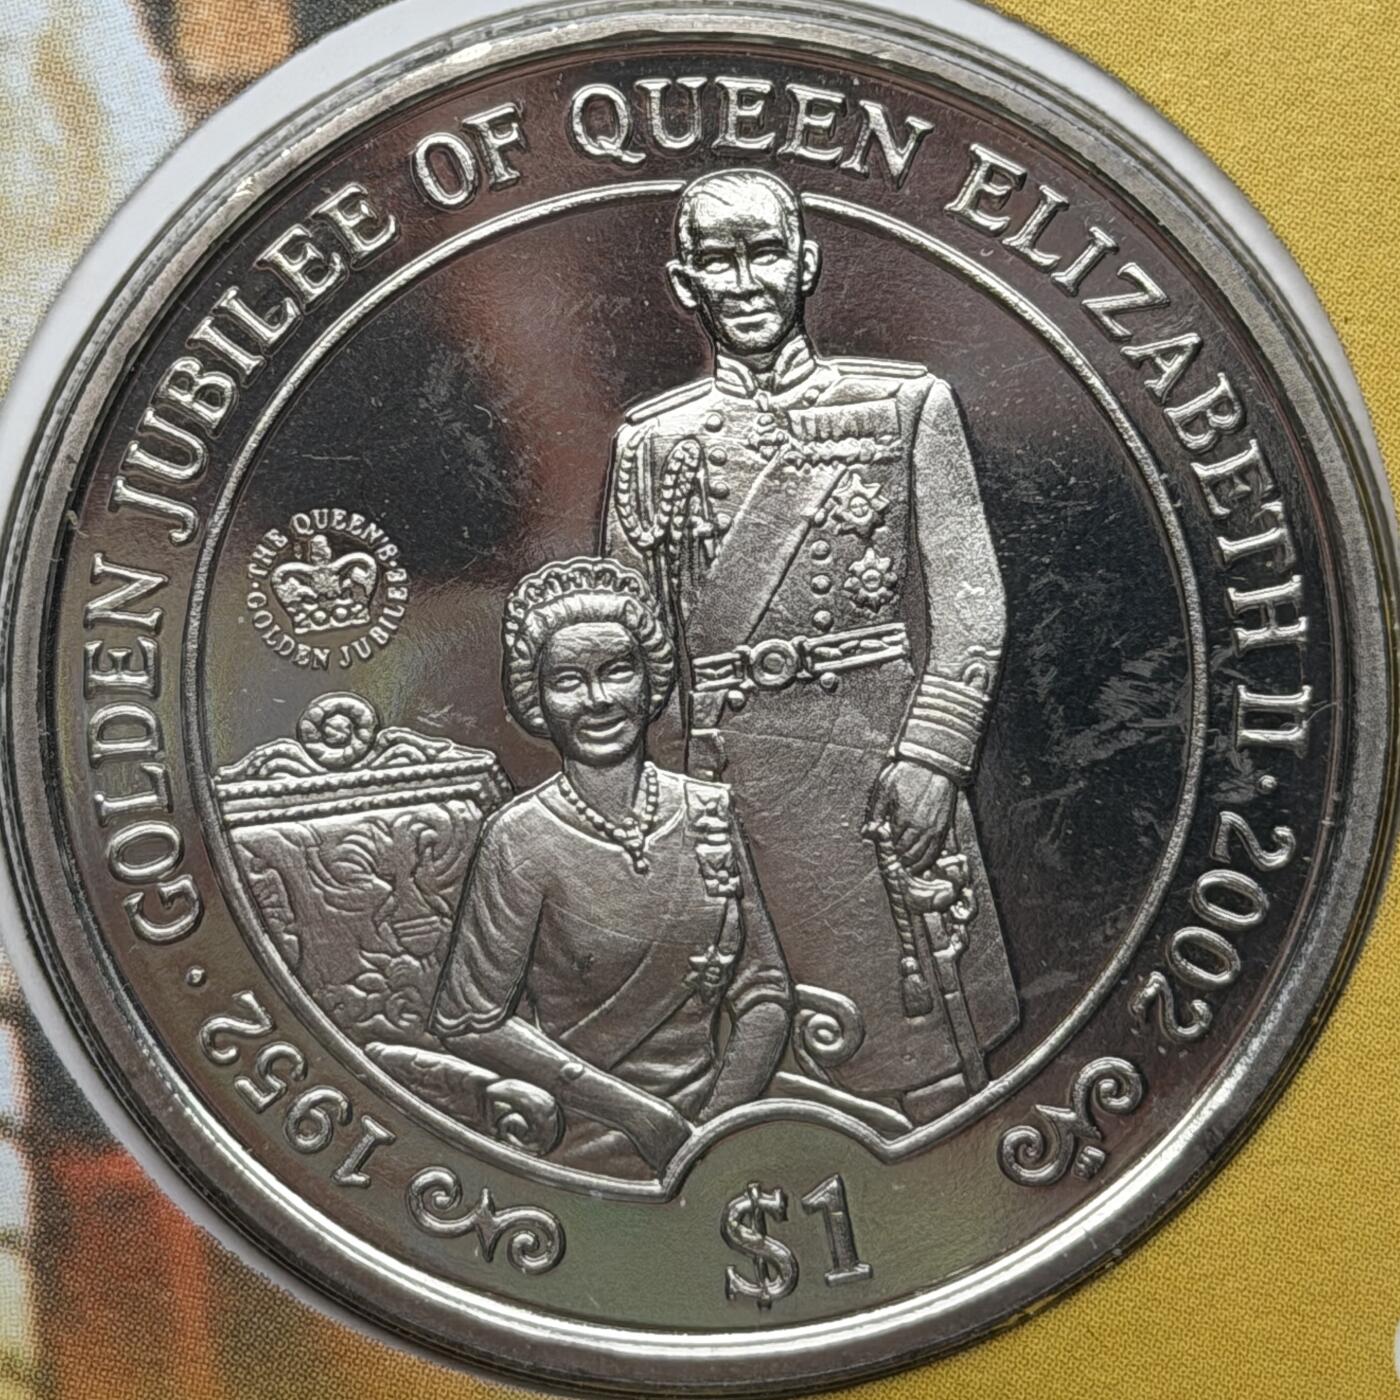 1952 · GOLDEN JUBILEE OF QUEEN ELIZABETH II · 2002
· THE QUEEN'S ·
GOLDEN JUBILEE
$1